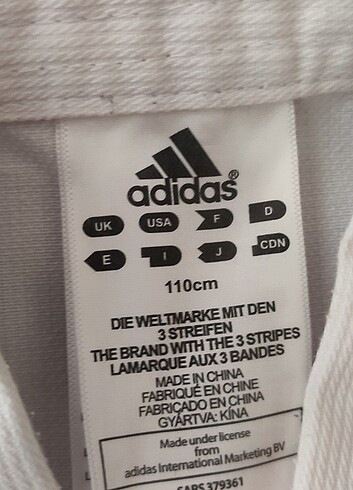 adidas®
UK USA F D
E I J CDN
110cm
DIE WELTMARKE MIT DEN
3 STREIFEN
THE BRAND WITH THE 3 STRIPES
LAMARQUE AUX 3 BANDES
MADE IN CHINA
FABRIQUÉ EN CHINE
FABRICADO EN CHINA
GYÁRTVA: KÍNA
Made under license
from
adidas International Marketing BV
CAPS 379361